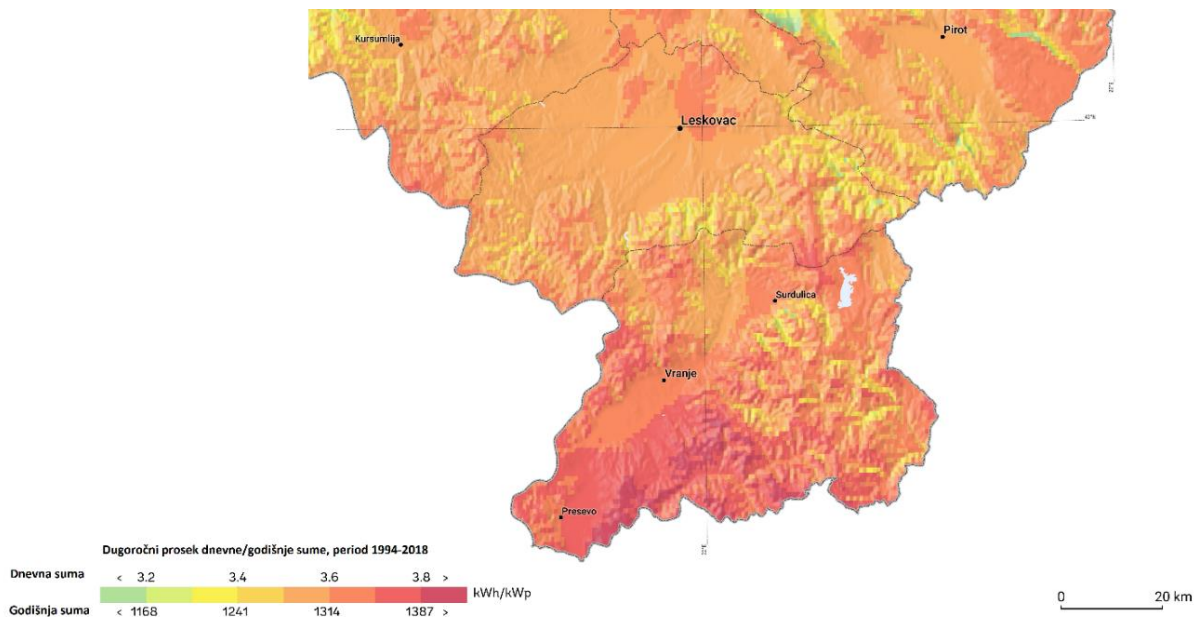 Pirot
Kursumlija
Leskovac
Surdulica
Vranje
Presevo
Dugoročni prosek dnevne/godišnje sume, period 1994-2018
Dnevna suma < 3.2 3.4 3.6 3.8 >
kWh/kWp
Godišnja suma < 1168 1241 1314 1387 >
0 20 km